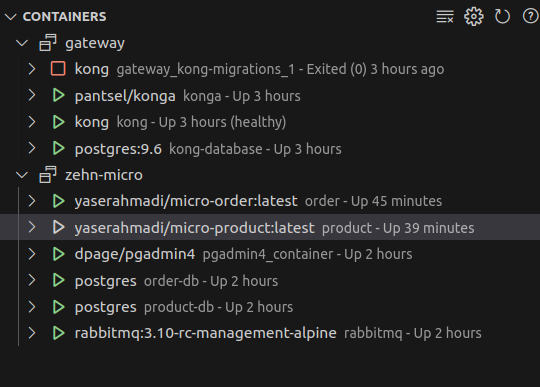 CONTAINERS
gateway
kong gateway_kong-migrations_1 - Exited (0) 3 hours ago
pantsel/konga konga - Up 3 hours
kong kong - Up 3 hours (healthy)
postgres:9.6 kong-database - Up 3 hours
zehn-micro
yaserahmadi/micro-order:latest order - Up 45 minutes
yaserahmadi/micro-product:latest product - Up 39 minutes
dpage/pgadmin4 pgadmin4_container - Up 2 hours
postgres order-db - Up 2 hours
postgres product-db - Up 2 hours
rabbitmq:3.10-rc-management-alpine rabbitmq - Up 2 hours